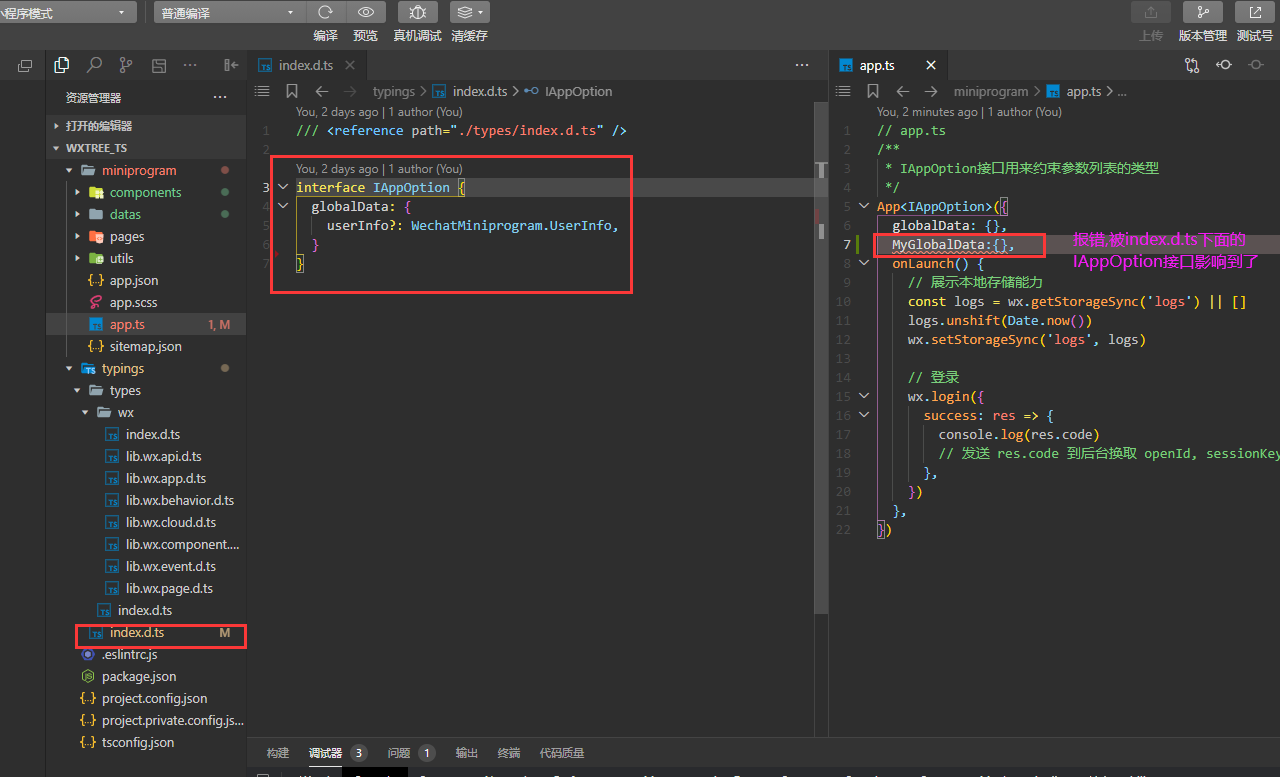 小程序模式
普通编译
编译
预览
真机调试
清缓存
上传
版本管理
测试号
资源管理器
打开的编辑器
WXTREE_TS
miniprogram
components
datas
pages
utils
app.json
app.scss
app.ts 1, M
sitemap.json
typings
types
wx
index.d.ts
lib.wx.api.d.ts
lib.wx.app.d.ts
lib.wx.behavior.d.ts
lib.wx.cloud.d.ts
lib.wx.component....
lib.wx.event.d.ts
lib.wx.page.d.ts
index.d.ts
index.d.ts M
.eslintrc.js
package.json
project.config.json
project.private.config.js...
tsconfig.json
index.d.ts
typings > index.d.ts > IAppOption
You, 2 days ago | 1 author (You)
1 /// <reference path="./types/index.d.ts" />
2
You, 2 days ago | 1 author (You)
3 interface IAppOption {
4 globalData: {
5 userInfo?: WechatMiniprogram.UserInfo,
6 }
7 }
app.ts
miniprogram > app.ts > ...
You, 2 minutes ago | 1 author (You)
1 // app.ts
2 /**
3 * IAppOption接口用来约束参数列表的类型
4 */
5 App<IAppOption>({
6 globalData: {},
7 MyGlobalData:{},
报错,被index.d.ts下面的
IAppOption接口影响到了
8 onLaunch() {
9 // 展示本地存储能力
10 const logs = wx.getStorageSync('logs') || []
11 logs.unshift(Date.now())
12 wx.setStorageSync('logs', logs)
13
14 // 登录
15 wx.login({
16 success: res => {
17 console.log(res.code)
18 // 发送 res.code 到后台换取 openId, sessionKey
19 },
20 })
21 },
22 })
构建
调试器 3
问题 1
输出
终端
代码质量